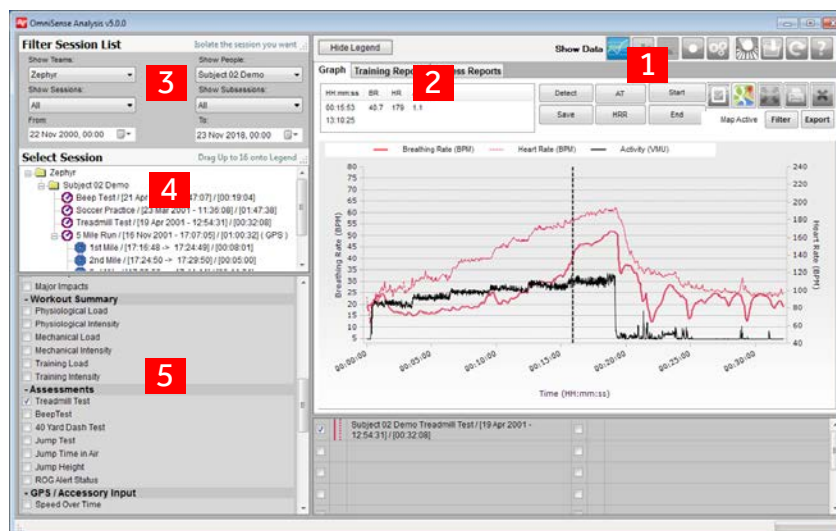 OmniSense Analysis v5.0.0
Filter Session List
Isolate the session you want
Show Teams:
Show People:
Zephyr
Subject 02 Demo
3
Show Sessions:
Show Subsessions:
All
All
From:
To:
22 Nov 2000, 00:00
23 Nov 2018, 00:00
Select Session
Drag Up to 16 onto Legend
Zephyr
Subject 02 Demo
4
Beep Test / [21 Apr 47:07] / [00:19:04]
Soccer Practice / [23 Mar 2001 - 11:36:08] / [01:47:38]
Treadmill Test / [19 Apr 2001 - 12:54:31] / [00:32:08]
5 Mile Run / [16 Nov 2001 - 17:07:05] / [01:00:32] ( GPS )
1st Mile / [17:16:48 -> 17:24:49] / [00:08:01]
2nd Mile / [17:24:50 -> 17:29:50] / [00:05:00]
Major Impacts
- Workout Summary
Physiological Load
Physiological Intensity
Mechanical Load
Mechanical Intensity
Training Load
5
Training Intensity
- Assessments
Treadmill Test
BeepTest
40 Yard Dash Test
Jump Test
Jump Time in Air
Jump Height
ROG Alert Status
- GPS / Accessory Input
Speed Over Time
Hide Legend
Show Data
1
Graph
Training Repo
ess Reports
2
HH:mm:ss BR HR
00:15:53 40.7 179 1.1
13:10:25
Detect
AT
Start
Save
HRR
End
Map Active
Filter
Export
Breathing Rate (BPM)
Heart Rate (BPM)
Activity (VMU)
80
75
70
65
60
55
50
45
40
35
30
25
20
15
10
5
Breathing Rate (BPM)
240
220
200
180
160
140
120
100
80
60
40
Heart Rate (BPM)
00:00:00
00:05:00
00:10:00
00:15:00
00:20:00
00:25:00
00:30:00
Time (HH:mm:ss)
Subject 02 Demo Treadmill Test / [19 Apr 2001 -
12:54:31] / [00:32:08]